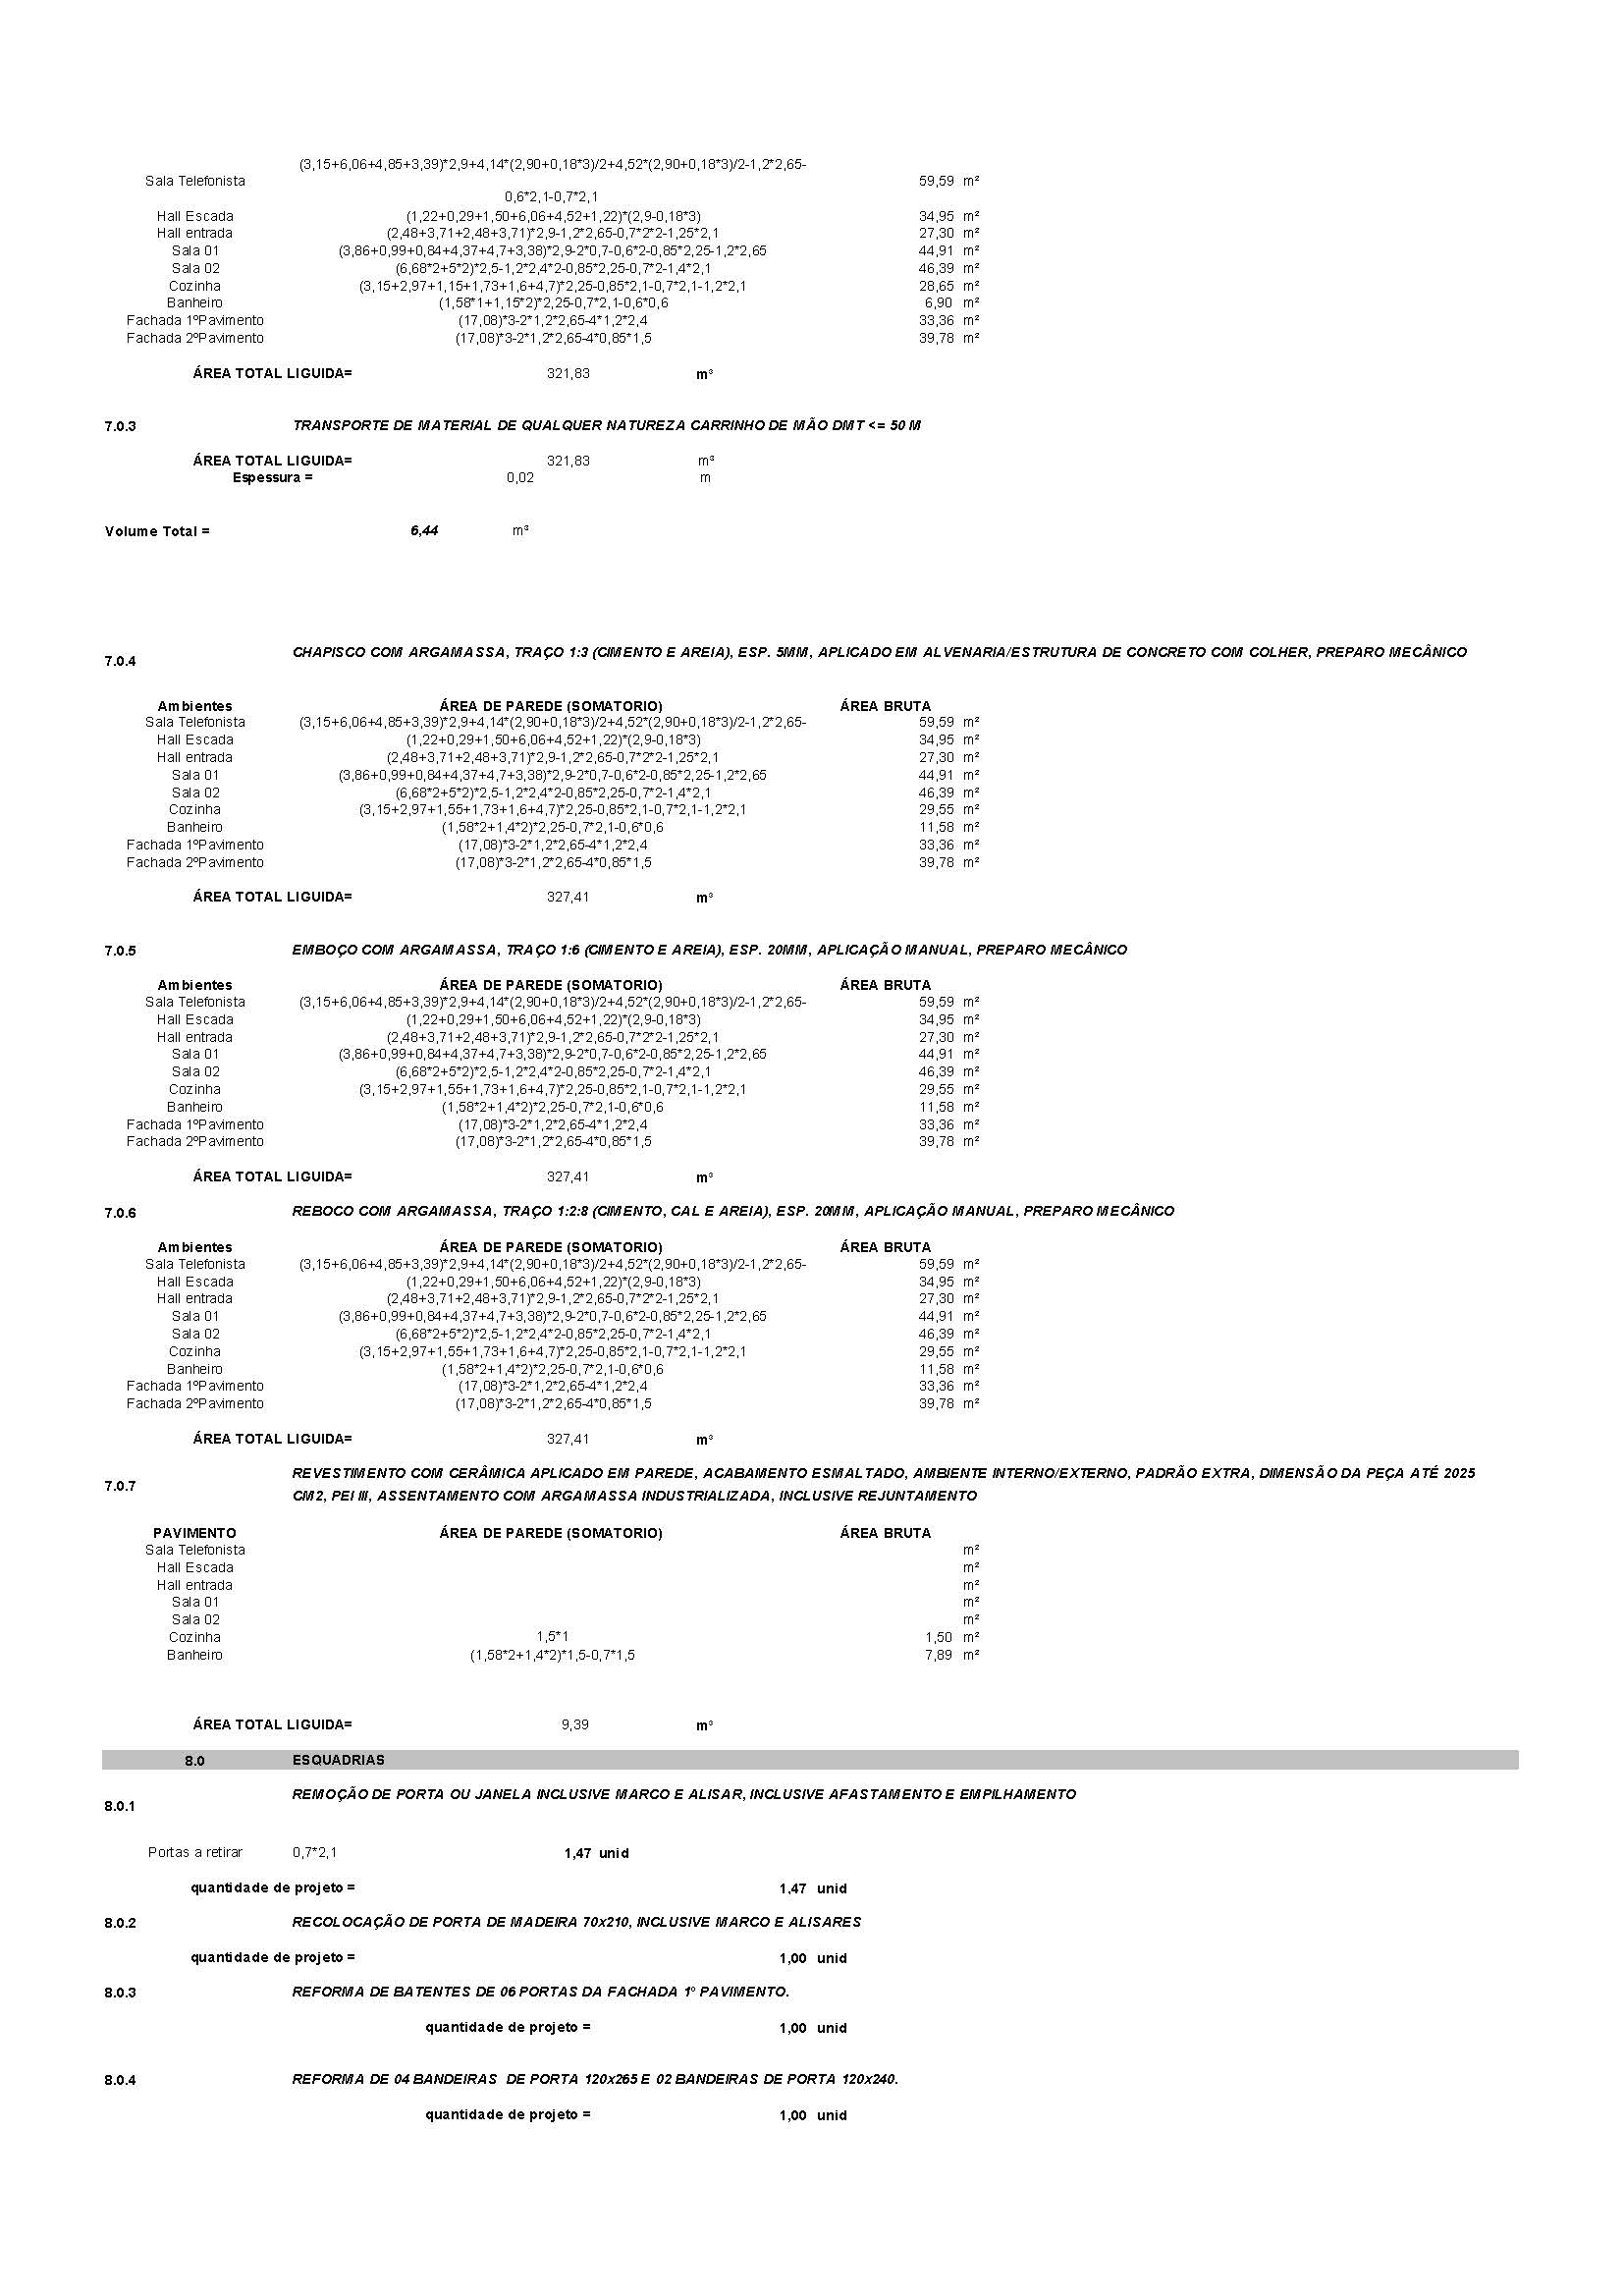 (3,15+6,06+4,85+3,39)*2,9+4,14*(2,90+0,18*3)/2+4,52*(2,90+0,18*3)/2-1,2*2,65-
Sala Telefonista 59,59 m²
0,6*2,1-0,7*2,1
Hall Escada (1,22+0,29+1,50+6,06+4,52+1,22)*(2,9-0,18*3) 34,95 m²
Hall entrada (2,48+3,71+2,48+3,71)*2,9-1,2*2,65-0,7*2*2-1,25*2,1 27,30 m²
Sala 01 (3,86+0,99+0,84+4,37+4,7+3,38)*2,9-2*0,7-0,6*2-0,85*2,25-1,2*2,65 44,91 m²
Sala 02 (6,68*2+5*2)*2,5-1,2*2,4*2-0,85*2,25-0,7*2-1,4*2,1 46,39 m²
Cozinha (3,15+2,97+1,15+1,73+1,6+4,7)*2,25-0,85*2,1-0,7*2,1-1,2*2,1 28,65 m²
Banheiro (1,58*1+1,15*2)*2,25-0,7*2,1-0,6*0,6 6,90 m²
Fachada 1ºPavimento (17,08)*3-2*1,2*2,65-4*1,2*2,4 33,36 m²
Fachada 2ºPavimento (17,08)*3-2*1,2*2,65-4*0,85*1,5 39,78 m²
ÁREA TOTAL LIGUIDA= 321,83 m³
7.0.3 TRANSPORTE DE MATERIAL DE QUALQUER NATUREZA CARRINHO DE MÃO DMT <= 50 M
ÁREA TOTAL LIGUIDA= 321,83 m³
Espessura = 0,02 m
Volume Total = 6,44 m³
7.0.4 CHAPISCO COM ARGAMASSA, TRAÇO 1:3 (CIMENTO E AREIA), ESP. 5MM, APLICADO EM ALVENARIA/ESTRUTURA DE CONCRETO COM COLHER, PREPARO MECÂNICO
Ambientes ÁREA DE PAREDE (SOMATORIO) ÁREA BRUTA
Sala Telefonista (3,15+6,06+4,85+3,39)*2,9+4,14*(2,90+0,18*3)/2+4,52*(2,90+0,18*3)/2-1,2*2,65- 59,59 m²
Hall Escada (1,22+0,29+1,50+6,06+4,52+1,22)*(2,9-0,18*3) 34,95 m²
Hall entrada (2,48+3,71+2,48+3,71)*2,9-1,2*2,65-0,7*2*2-1,25*2,1 27,30 m²
Sala 01 (3,86+0,99+0,84+4,37+4,7+3,38)*2,9-2*0,7-0,6*2-0,85*2,25-1,2*2,65 44,91 m²
Sala 02 (6,68*2+5*2)*2,5-1,2*2,4*2-0,85*2,25-0,7*2-1,4*2,1 46,39 m²
Cozinha (3,15+2,97+1,55+1,73+1,6+4,7)*2,25-0,85*2,1-0,7*2,1-1,2*2,1 29,55 m²
Banheiro (1,58*2+1,4*2)*2,25-0,7*2,1-0,6*0,6 11,58 m²
Fachada 1ºPavimento (17,08)*3-2*1,2*2,65-4*1,2*2,4 33,36 m²
Fachada 2ºPavimento (17,08)*3-2*1,2*2,65-4*0,85*1,5 39,78 m²
ÁREA TOTAL LIGUIDA= 327,41 m³
7.0.5 EMBOÇO COM ARGAMASSA, TRAÇO 1:6 (CIMENTO E AREIA), ESP. 20MM, APLICAÇÃO MANUAL, PREPARO MECÂNICO
Ambientes ÁREA DE PAREDE (SOMATORIO) ÁREA BRUTA
Sala Telefonista (3,15+6,06+4,85+3,39)*2,9+4,14*(2,90+0,18*3)/2+4,52*(2,90+0,18*3)/2-1,2*2,65- 59,59 m²
Hall Escada (1,22+0,29+1,50+6,06+4,52+1,22)*(2,9-0,18*3) 34,95 m²
Hall entrada (2,48+3,71+2,48+3,71)*2,9-1,2*2,65-0,7*2*2-1,25*2,1 27,30 m²
Sala 01 (3,86+0,99+0,84+4,37+4,7+3,38)*2,9-2*0,7-0,6*2-0,85*2,25-1,2*2,65 44,91 m²
Sala 02 (6,68*2+5*2)*2,5-1,2*2,4*2-0,85*2,25-0,7*2-1,4*2,1 46,39 m²
Cozinha (3,15+2,97+1,55+1,73+1,6+4,7)*2,25-0,85*2,1-0,7*2,1-1,2*2,1 29,55 m²
Banheiro (1,58*2+1,4*2)*2,25-0,7*2,1-0,6*0,6 11,58 m²
Fachada 1ºPavimento (17,08)*3-2*1,2*2,65-4*1,2*2,4 33,36 m²
Fachada 2ºPavimento (17,08)*3-2*1,2*2,65-4*0,85*1,5 39,78 m²
ÁREA TOTAL LIGUIDA= 327,41 m³
7.0.6 REBOCO COM ARGAMASSA, TRAÇO 1:2:8 (CIMENTO, CAL E AREIA), ESP. 20MM, APLICAÇÃO MANUAL, PREPARO MECÂNICO
Ambientes ÁREA DE PAREDE (SOMATORIO) ÁREA BRUTA
Sala Telefonista (3,15+6,06+4,85+3,39)*2,9+4,14*(2,90+0,18*3)/2+4,52*(2,90+0,18*3)/2-1,2*2,65- 59,59 m²
Hall Escada (1,22+0,29+1,50+6,06+4,52+1,22)*(2,9-0,18*3) 34,95 m²
Hall entrada (2,48+3,71+2,48+3,71)*2,9-1,2*2,65-0,7*2*2-1,25*2,1 27,30 m²
Sala 01 (3,86+0,99+0,84+4,37+4,7+3,38)*2,9-2*0,7-0,6*2-0,85*2,25-1,2*2,65 44,91 m²
Sala 02 (6,68*2+5*2)*2,5-1,2*2,4*2-0,85*2,25-0,7*2-1,4*2,1 46,39 m²
Cozinha (3,15+2,97+1,55+1,73+1,6+4,7)*2,25-0,85*2,1-0,7*2,1-1,2*2,1 29,55 m²
Banheiro (1,58*2+1,4*2)*2,25-0,7*2,1-0,6*0,6 11,58 m²
Fachada 1ºPavimento (17,08)*3-2*1,2*2,65-4*1,2*2,4 33,36 m²
Fachada 2ºPavimento (17,08)*3-2*1,2*2,65-4*0,85*1,5 39,78 m²
ÁREA TOTAL LIGUIDA= 327,41 m³
7.0.7 REVESTIMENTO COM CERÂMICA APLICADO EM PAREDE, ACABAMENTO ESMALTADO, AMBIENTE INTERNO/EXTERNO, PADRÃO EXTRA, DIMENSÃO DA PEÇA ATÉ 2025
CM2, PEI III, ASSENTAMENTO COM ARGAMASSA INDUSTRIALIZADA, INCLUSIVE REJUNTAMENTO
PAVIMENTO ÁREA DE PAREDE (SOMATORIO) ÁREA BRUTA
Sala Telefonista m²
Hall Escada m²
Hall entrada m²
Sala 01 m²
Sala 02 m²
Cozinha 1,5*1 1,50 m²
Banheiro (1,58*2+1,4*2)*1,5-0,7*1,5 7,89 m²
ÁREA TOTAL LIGUIDA= 9,39 m³
8.0 ESQUADRIAS
8.0.1 REMOÇÃO DE PORTA OU JANELA INCLUSIVE MARCO E ALISAR, INCLUSIVE AFASTAMENTO E EMPILHAMENTO
Portas a retirar 0,7*2,1 1,47 unid
quantidade de projeto = 1,47 unid
8.0.2 RECOLOCAÇÃO DE PORTA DE MADEIRA 70x210, INCLUSIVE MARCO E ALISARES
quantidade de projeto = 1,00 unid
8.0.3 REFORMA DE BATENTES DE 06 PORTAS DA FACHADA 1º PAVIMENTO.
quantidade de projeto = 1,00 unid
8.0.4 REFORMA DE 04 BANDEIRAS DE PORTA 120x265 E 02 BANDEIRAS DE PORTA 120x240.
quantidade de projeto = 1,00 unid